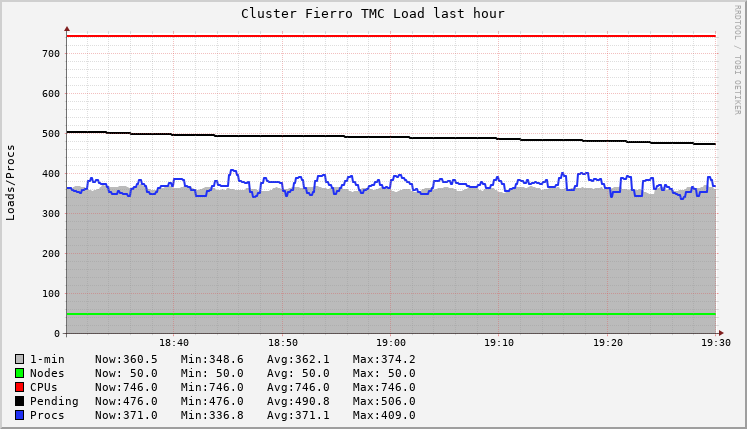 Cluster Fierro TMC Load last hour
RRDTOOL / TOBI OETIKER
Loads/Procs
700
600
500
400
300
200
100
0
18:40 18:50 19:00 19:10 19:20 19:30
1-min Now:360.5 Min:348.6 Avg:362.1 Max:374.2
Nodes Now: 50.0 Min: 50.0 Avg: 50.0 Max: 50.0
CPUs Now:746.0 Min:746.0 Avg:746.0 Max:746.0
Pending Now:476.0 Min:476.0 Avg:490.8 Max:506.0
Procs Now:371.0 Min:336.8 Avg:371.1 Max:409.0